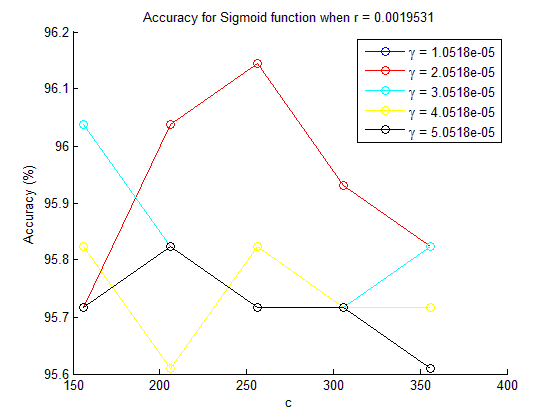 Accuracy for Sigmoid function when r = 0.0019531
96.2
96.1
96
95.9
95.8
95.7
95.6
Accuracy (%)
γ = 1.0518e-05
γ = 2.0518e-05
γ = 3.0518e-05
γ = 4.0518e-05
γ = 5.0518e-05
150 200 250 300 350 400
c